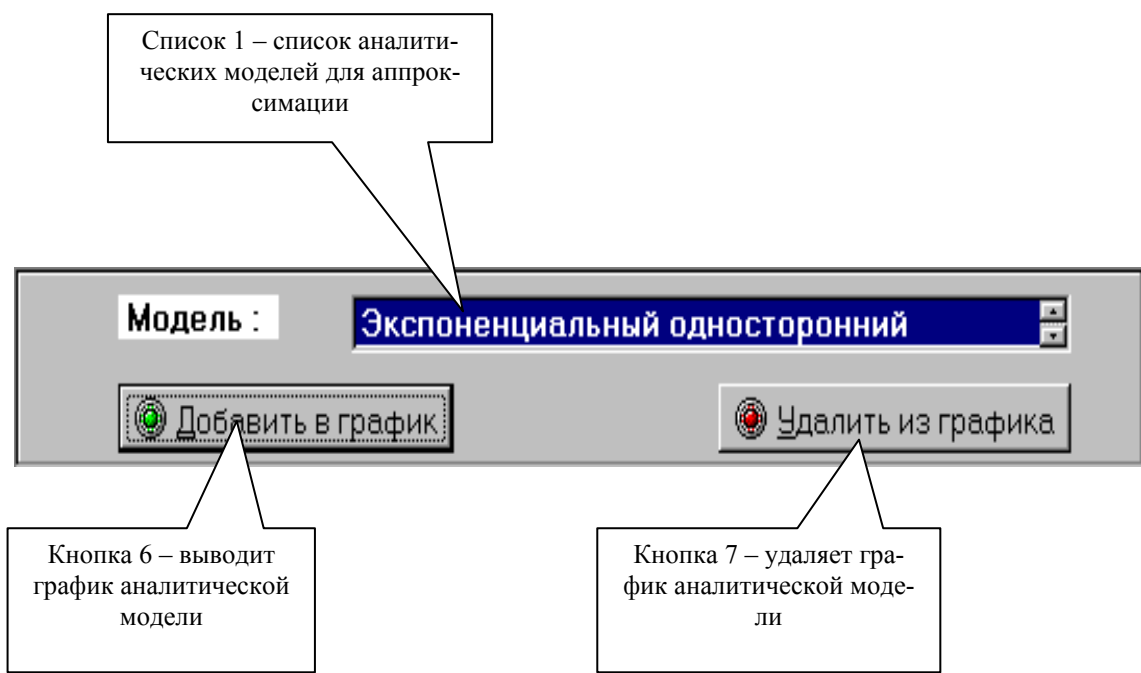 Список 1 – список аналити-
ческих моделей для аппрок-
симации
Модель :
Экспоненциальный односторонний
Добавить в график
Удалить из графика
Кнопка 6 – выводит
график аналитической
модели
Кнопка 7 – удаляет гра-
фик аналитической моде-
ли